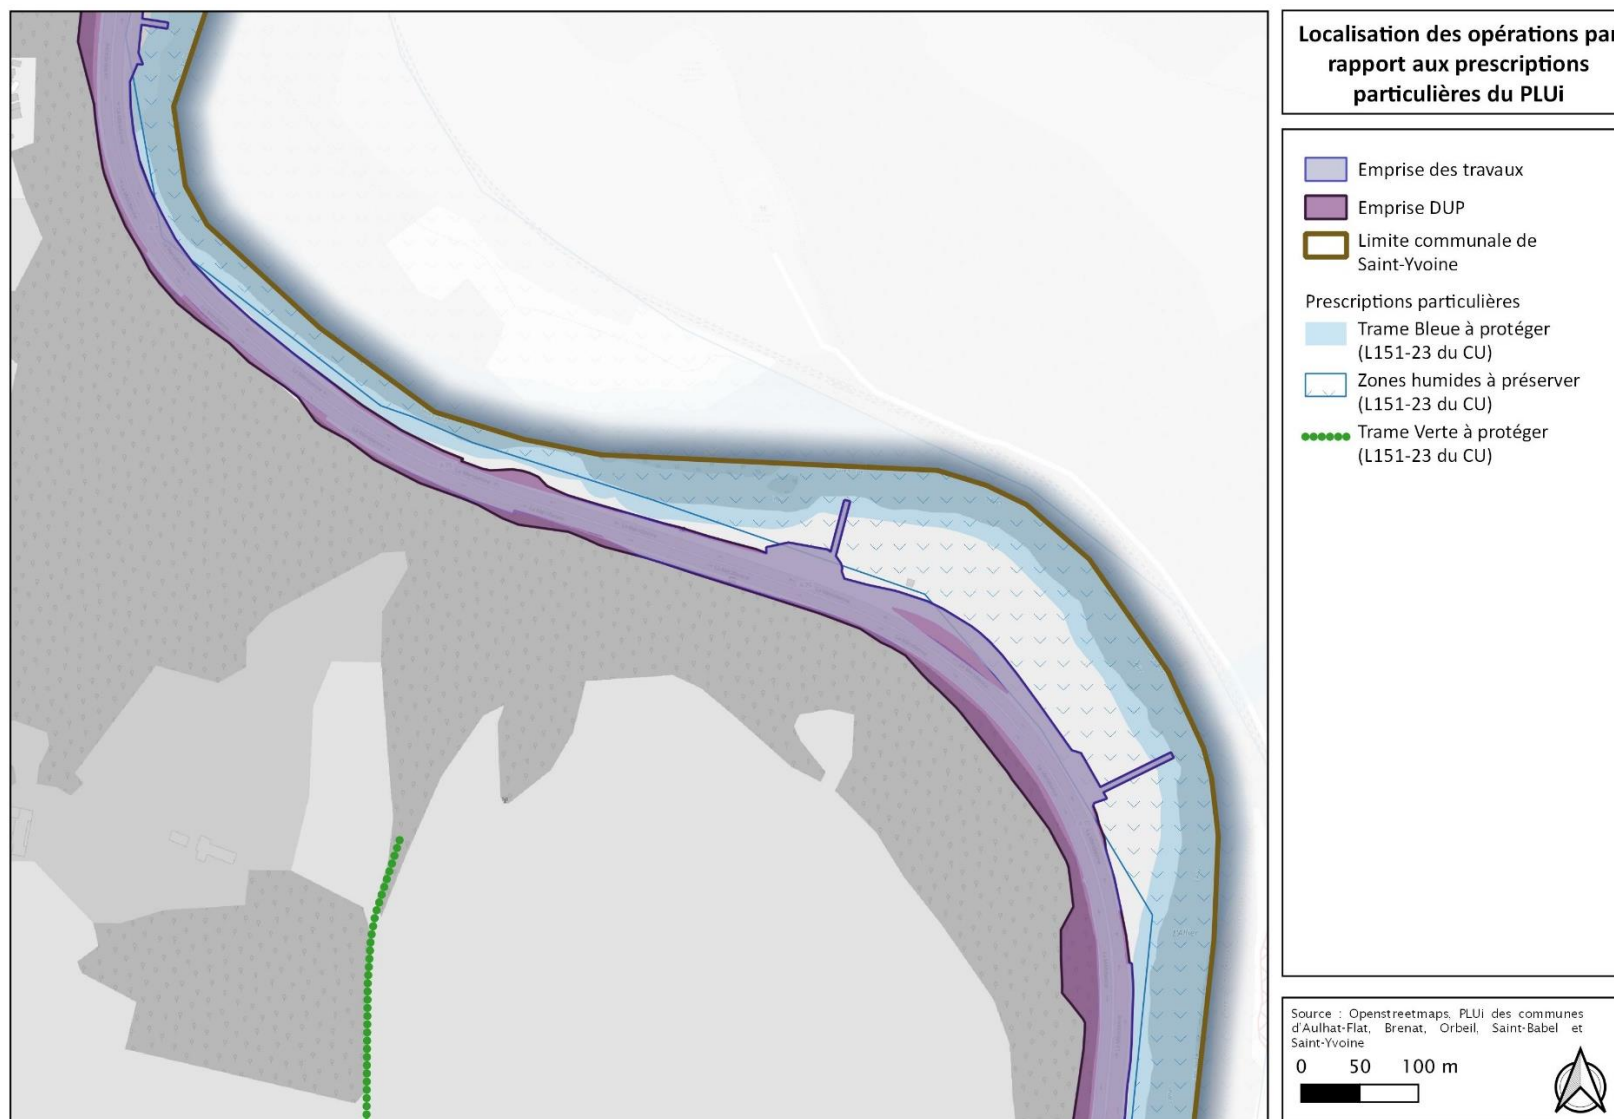 Localisation des opérations par
rapport aux prescriptions
particulières du PLUi
Emprise des travaux
Emprise DUP
Limite communale de
Saint-Yvoine
Prescriptions particulières
Trame Bleue à protéger
(L151-23 du CU)
Zones humides à préserver
(L151-23 du CU)
Trame Verte à protéger
(L151-23 du CU)
Source : Openstreetmaps, PLUi des communes
d'Aulhat-Flat, Brenat, Orbeil, Saint-Babel et
Saint-Yvoine
0 50 100 m